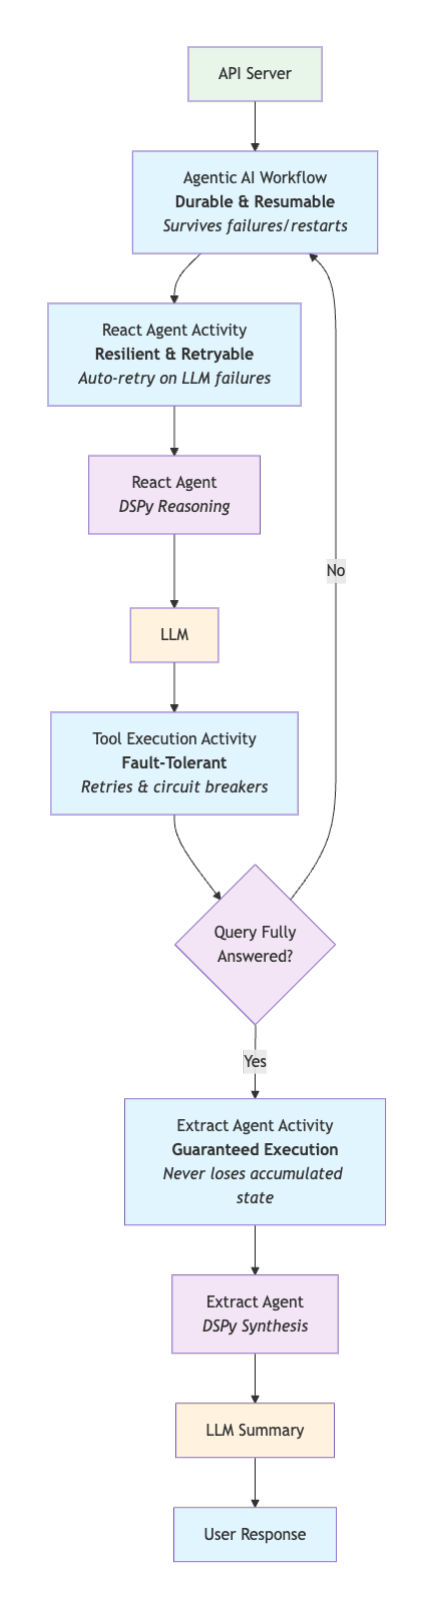 API Server
Agentic AI Workflow
Durable & Resumable
Survives failures/restarts
React Agent Activity
Resilient & Retryable
Auto-retry on LLM failures
React Agent
DSPy Reasoning
No
LLM
Tool Execution Activity
Fault-Tolerant
Retries & circuit breakers
Query Fully
Answered?
Yes
Extract Agent Activity
Guaranteed Execution
Never loses accumulated
state
Extract Agent
DSPy Synthesis
LLM Summary
User Response